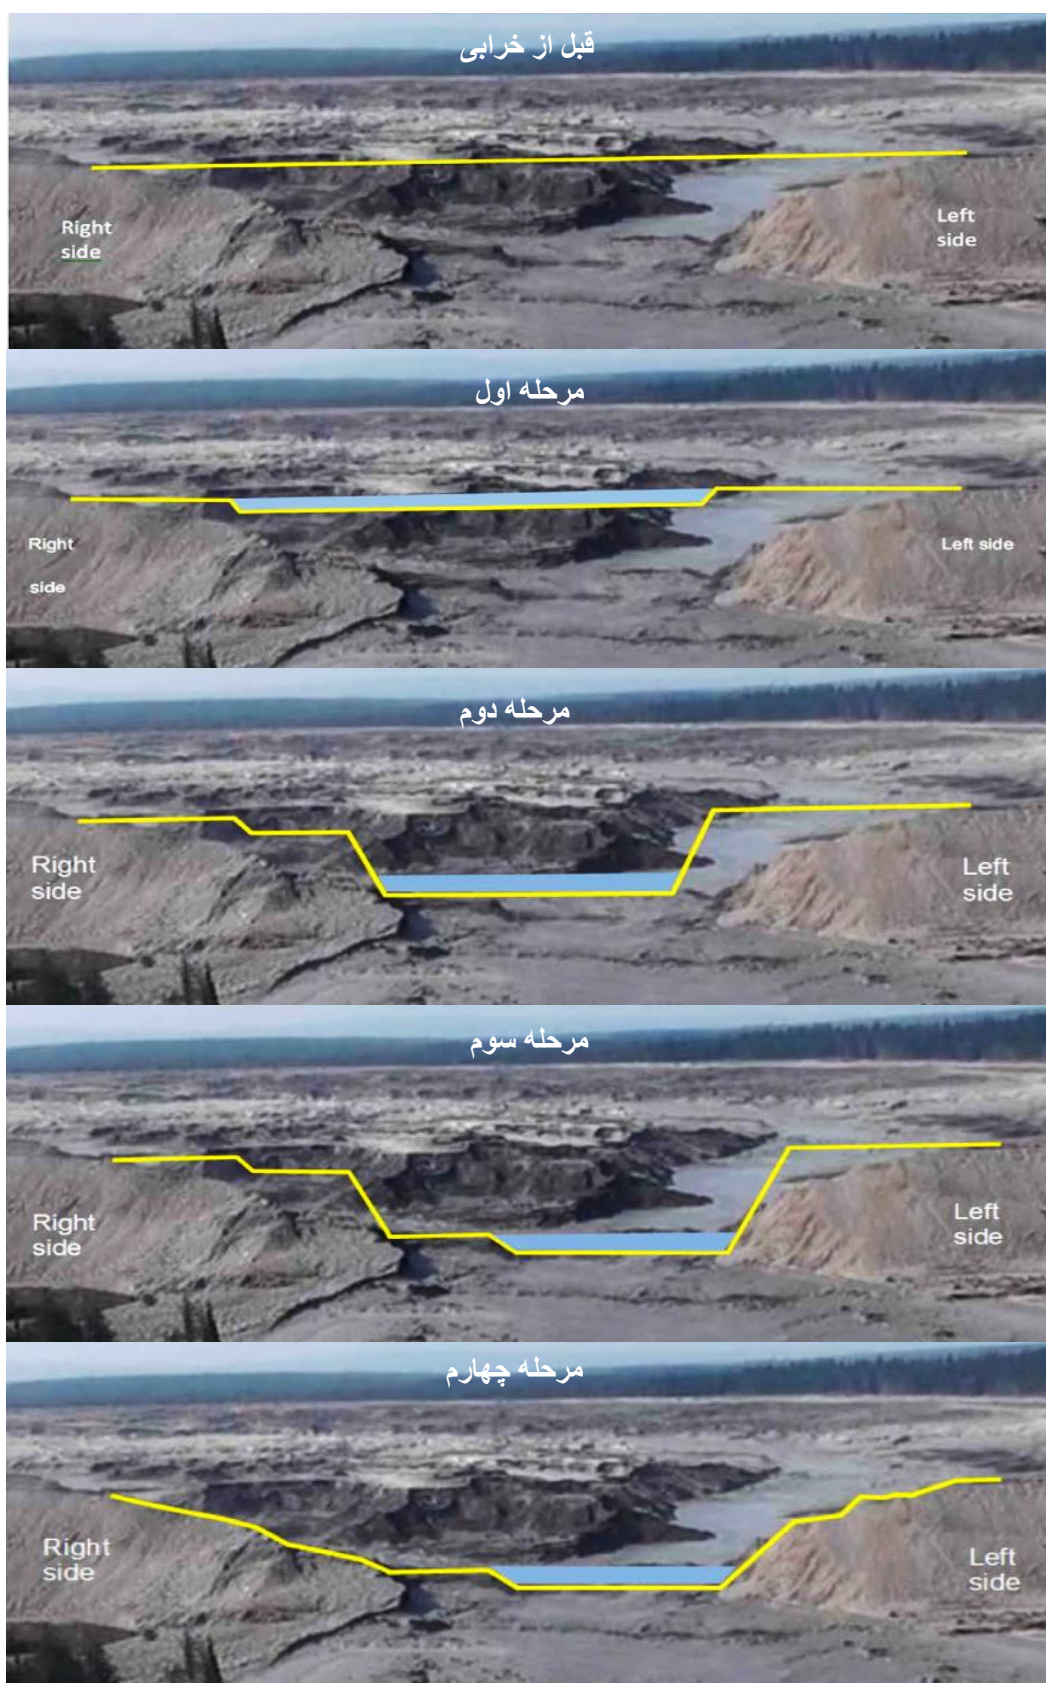 قبل از خرابی
Right
side
Left
side
مرحله اول
Right
side
Left side
مرحله دوم
Right
side
Left
side
مرحله سوم
Right
side
Left
side
مرحله چهارم
Right
side
Left
side